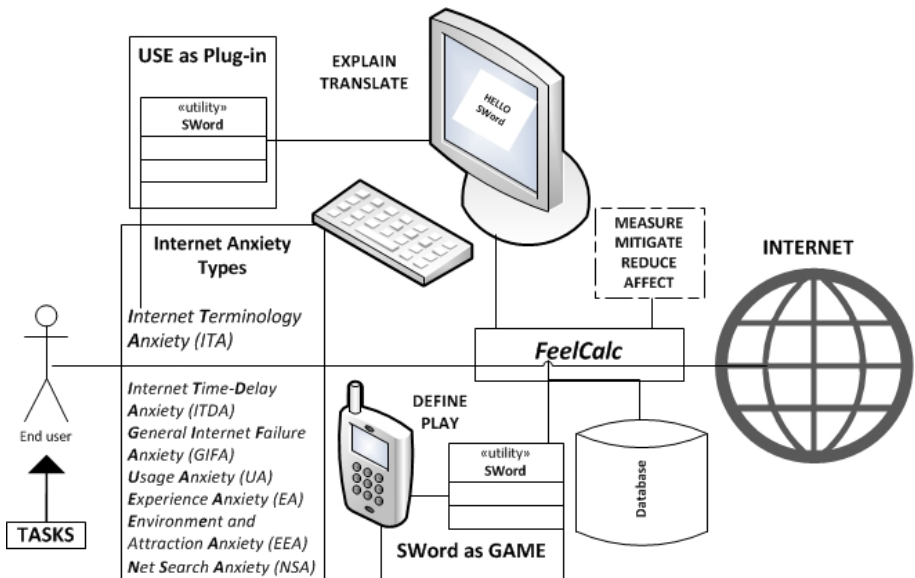 USE as Plug-in
«utility»
SWord
EXPLAIN
TRANSLATE
HELLO
SWord
Internet Anxiety
Types
Internet Terminology
Anxiety (ITA)
Internet Time-Delay
Anxiety (ITDA)
General Internet Failure
Anxiety (GIFA)
Usage Anxiety (UA)
Experience Anxiety (EA)
Environment and
Attraction Anxiety (EEA)
Net Search Anxiety (NSA)
End user
TASKS
MEASURE
MITIGATE
REDUCE
AFFECT
INTERNET
FeelCalc
DEFINE
PLAY
«utility»
SWord
SWord as GAME
Database